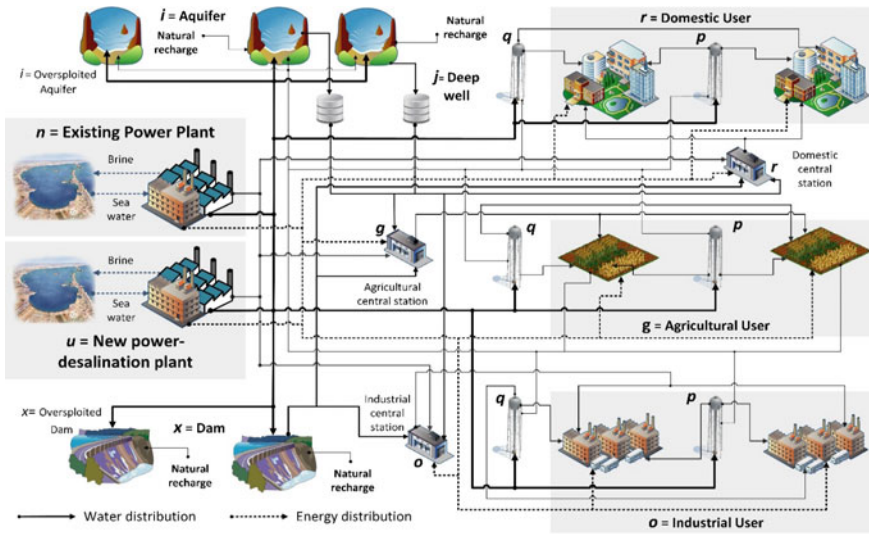 i = Aquifer
r = Domestic User
Natural
recharge
Natural
recharge
q
p
i = Oversploited
Aquifer
j= Deep
well
n = Existing Power Plant
Brine
Sea
water
r
Domestic
central
station
g
q
p
Brine
Sea
water
Agricultural
central station
u = New power-
desalination plant
g = Agricultural User
x= Oversploited
Dam
x = Dam
Industrial
central
station
q
p
Natural
recharge
Natural
recharge
o
Water distribution
Energy distribution
o = Industrial User